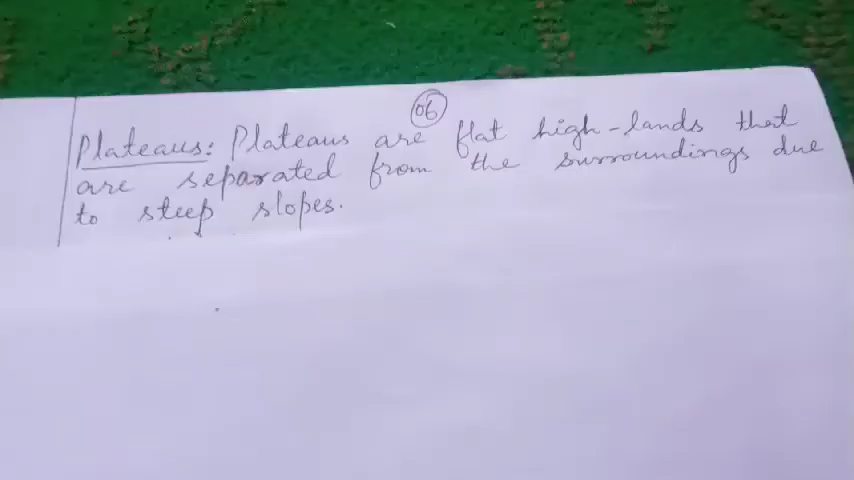 06
Plateaus: Plateaus are flat high-lands that
are separated from the surroundings due
to steep slopes.